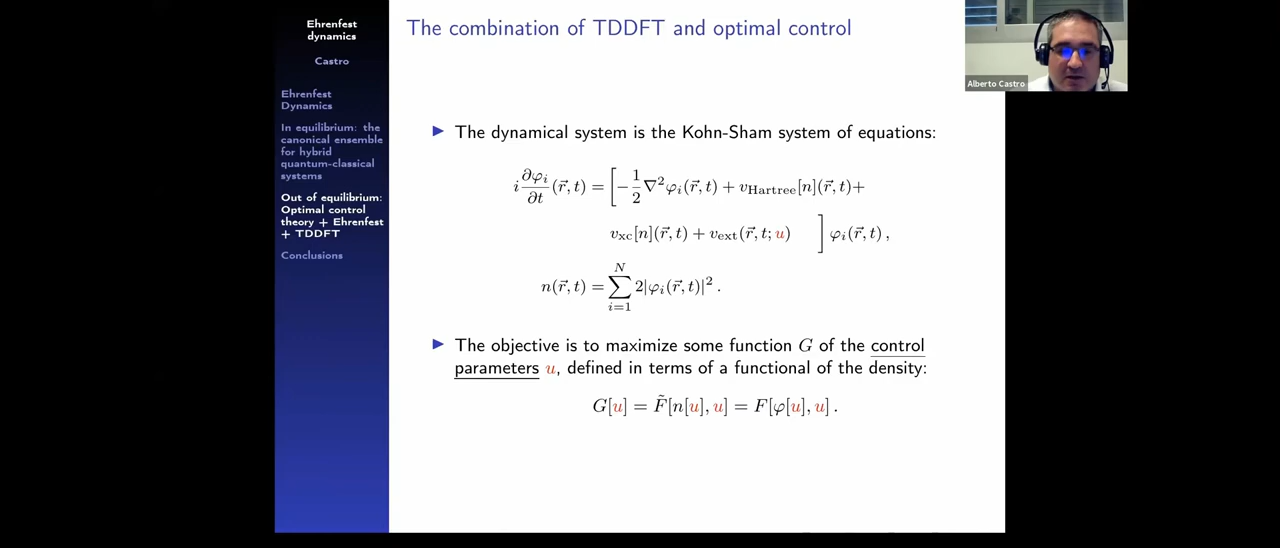 Ehrenfest
dynamics
Castro
Ehrenfest
Dynamics
In equilibrium: the
canonical ensemble
for hybrid
quantum-classical
systems
Out of equilibrium:
Optimal control
theory + Ehrenfest
+ TDDFT
Conclusions
The combination of TDDFT and optimal control
Alberto Castro
▶ The dynamical system is the Kohn-Sham system of equations:
i ∂φᵢ/∂t (r⃗, t) = [ −1/2 ∇²φᵢ(r⃗, t) + v_Hartree[n](r⃗, t)+
v_xc[n](r⃗, t) + v_ext(r⃗, t; u) ] φᵢ(r⃗, t) ,
n(r⃗, t) = ∑_{i=1}^{N} 2|φᵢ(r⃗, t)|² .
▶ The objective is to maximize some function G of the control
parameters u, defined in terms of a functional of the density:
G[u] = F̃[n[u], u] = F[φ[u], u] .